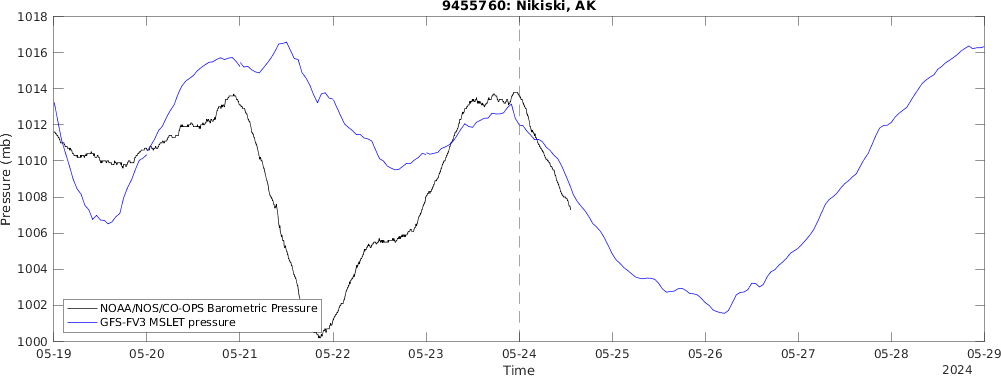 9455760: Nikiski, AK
1018
1016
1014
1012
1010
1008
1006
1004
1002
1000
Pressure (mb)
NOAA/NOS/CO-OPS Barometric Pressure
GFS-FV3 MSLET pressure
05-19 05-20 05-21 05-22 05-23 05-24 05-25 05-26 05-27 05-28 05-29
Time
2024